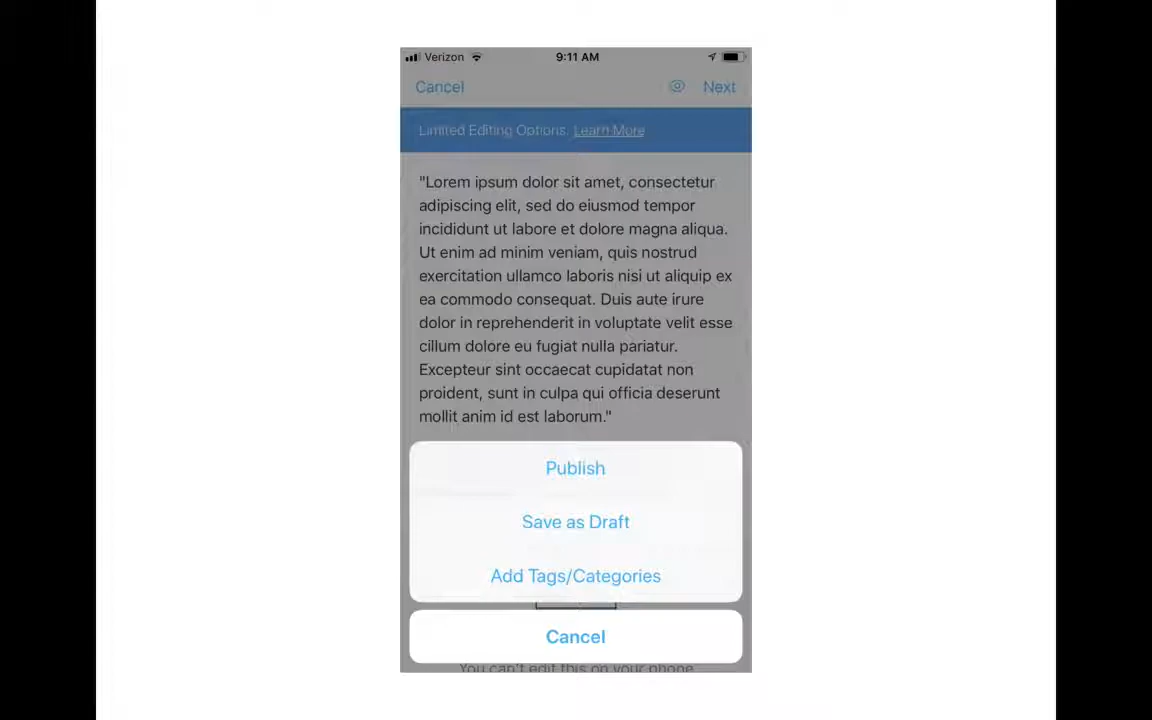 Verizon 9:11 AM
Cancel Next
Limited Editing Options. Learn More
"Lorem ipsum dolor sit amet, consectetur
adipiscing elit, sed do eiusmod tempor
incididunt ut labore et dolore magna aliqua.
Ut enim ad minim veniam, quis nostrud
exercitation ullamco laboris nisi ut aliquip ex
ea commodo consequat. Duis aute irure
dolor in reprehenderit in voluptate velit esse
cillum dolore eu fugiat nulla pariatur.
Excepteur sint occaecat cupidatat non
proident, sunt in culpa qui officia deserunt
mollit anim id est laborum."
Publish
Save as Draft
Add Tags/Categories
Cancel
You can't edit this on your phone